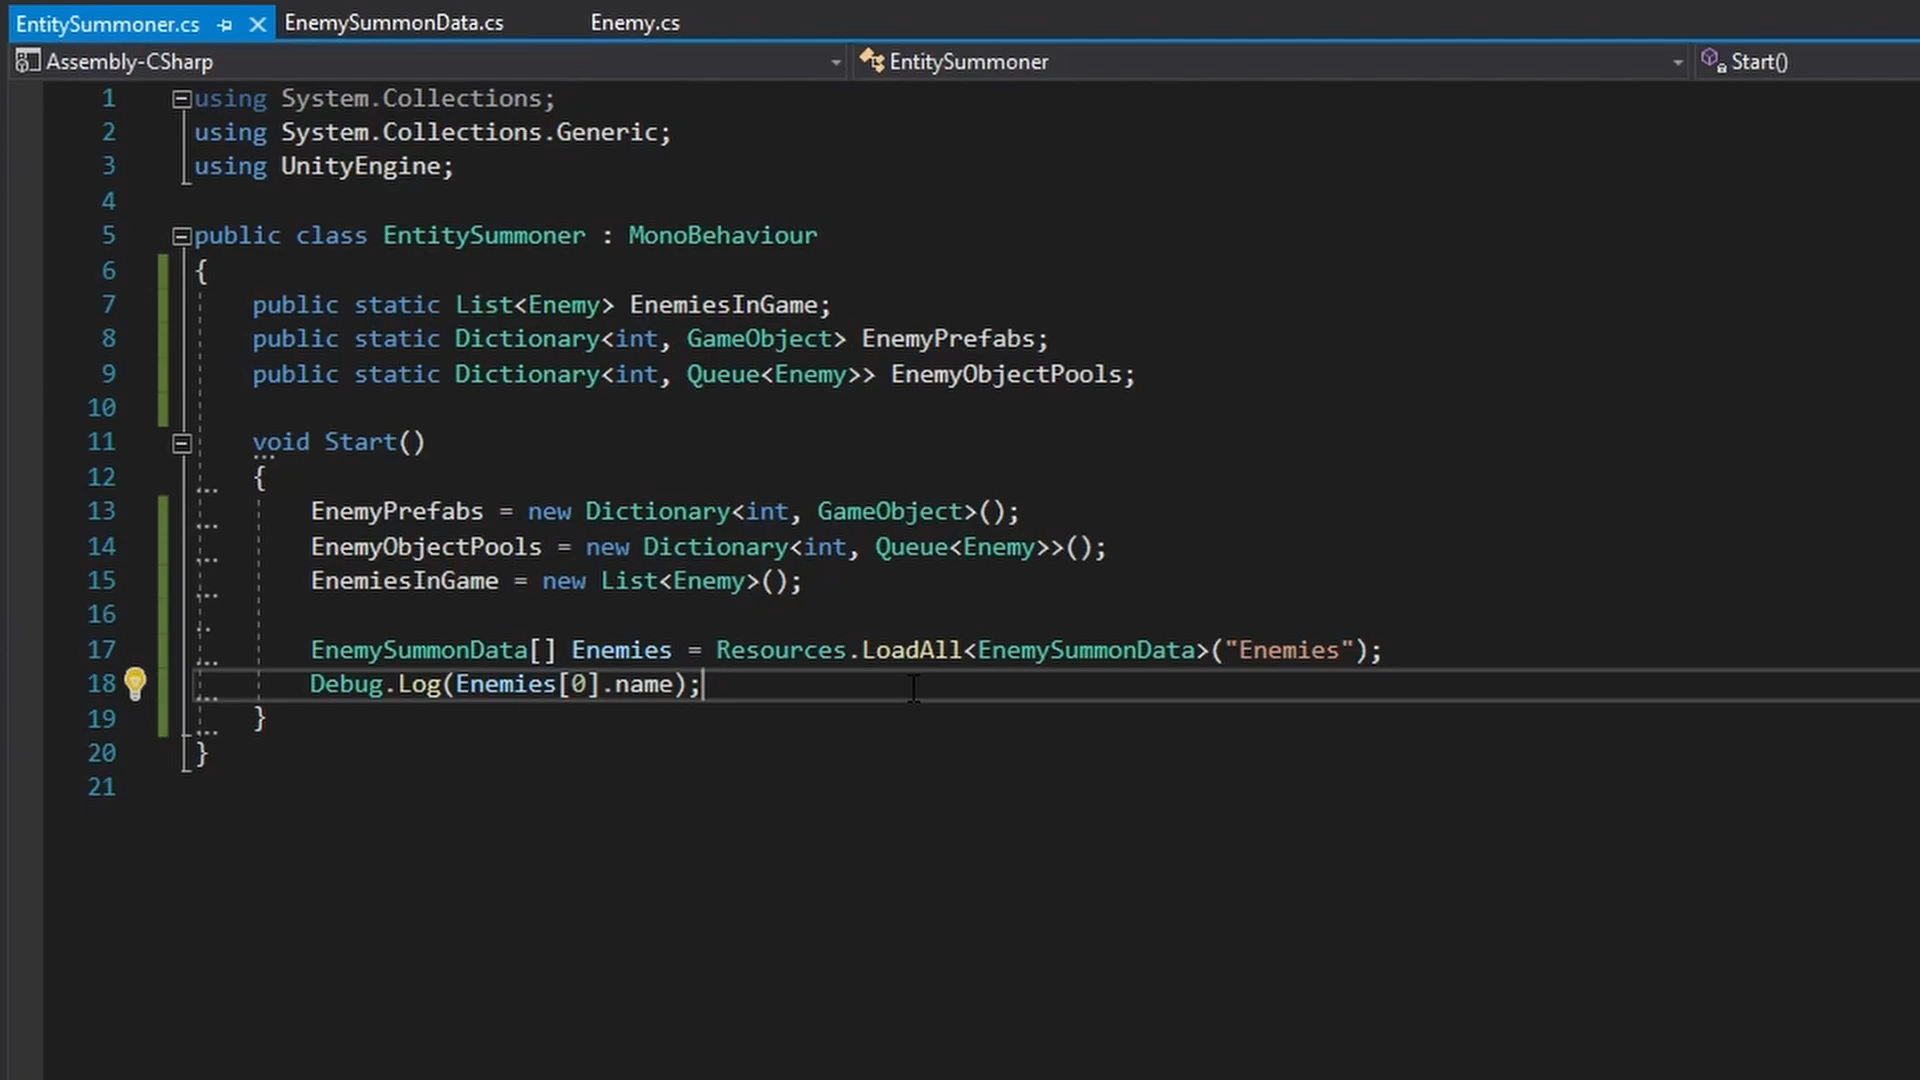 EntitySummoner.cs EnemySummonData.cs Enemy.cs
Assembly-CSharp EntitySummoner Start()
1 using System.Collections;
2 using System.Collections.Generic;
3 using UnityEngine;
4
5 public class EntitySummoner : MonoBehaviour
6 {
7 public static List<Enemy> EnemiesInGame;
8 public static Dictionary<int, GameObject> EnemyPrefabs;
9 public static Dictionary<int, Queue<Enemy>> EnemyObjectPools;
10
11 void Start()
12 {
13 EnemyPrefabs = new Dictionary<int, GameObject>();
14 EnemyObjectPools = new Dictionary<int, Queue<Enemy>>();
15 EnemiesInGame = new List<Enemy>();
16
17 EnemySummonData[] Enemies = Resources.LoadAll<EnemySummonData>("Enemies");
18 Debug.Log(Enemies[0].name);
19 }
20 }
21